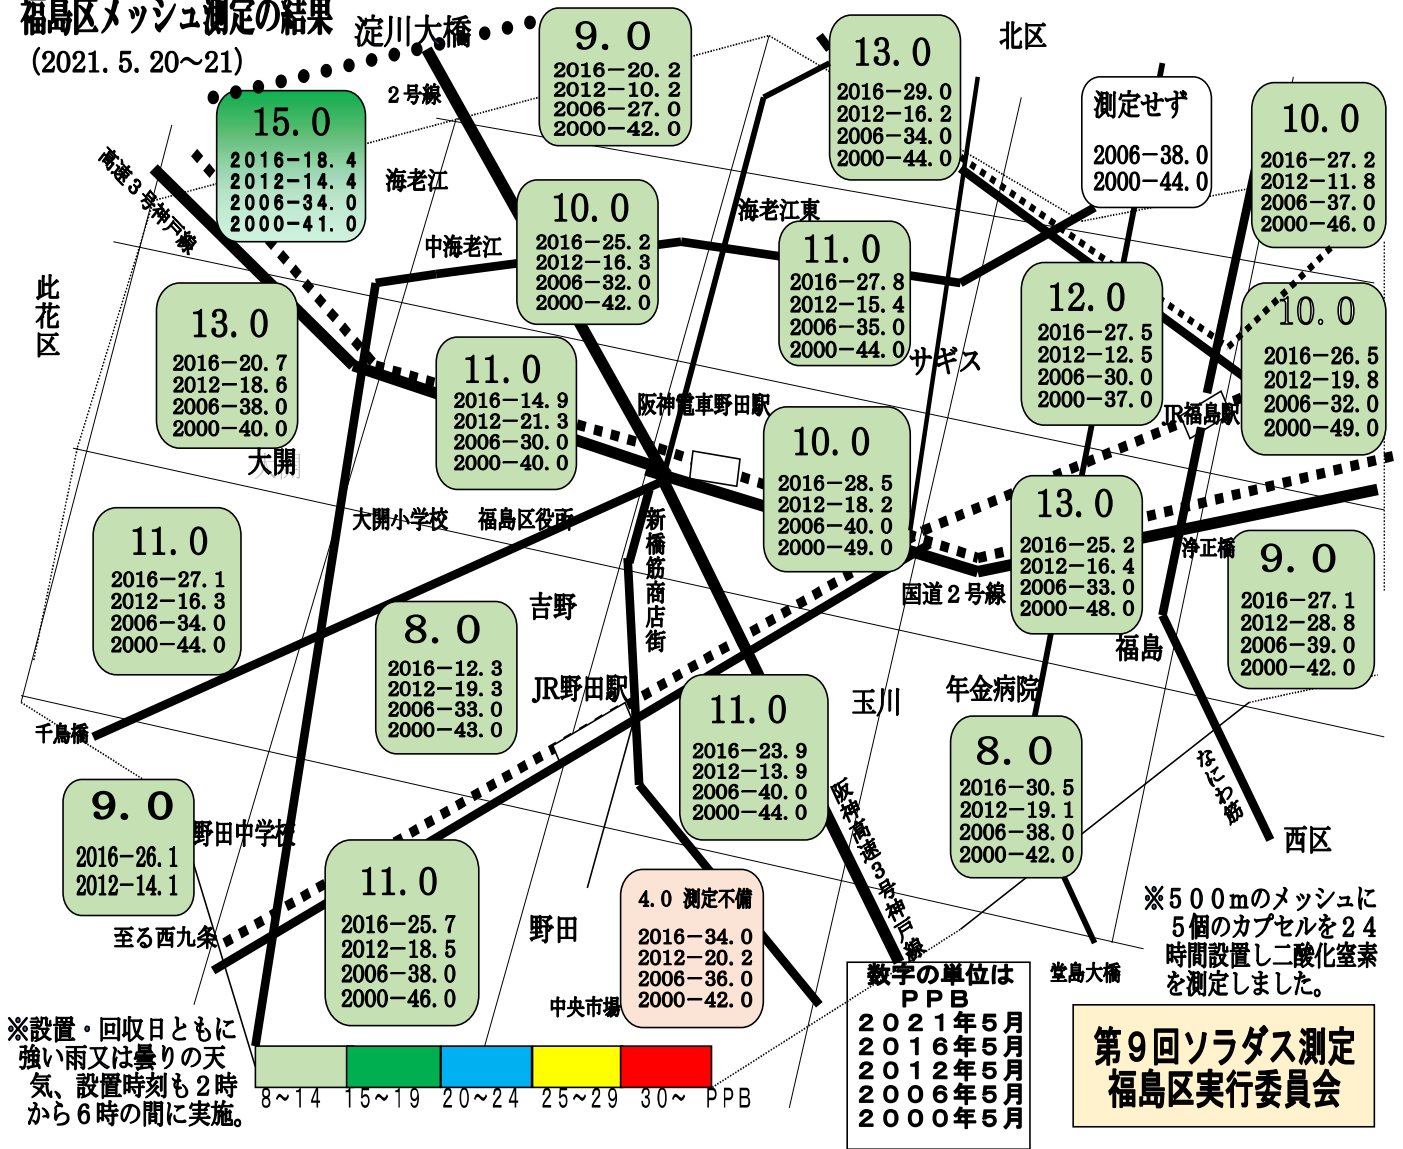 福島区メッシュ測定の結果
(2021.5.20～21)
淀川大橋
2号線
北区
9.0
2016－20.2
2012－10.2
2006－27.0
2000－42.0
13.0
2016－29.0
2012－16.2
2006－34.0
2000－44.0
測定せず
2006－38.0
2000－44.0
10.0
2016－27.2
2012－11.8
2006－37.0
2000－46.0
15.0
2016－18.4
2012－14.4
2006－34.0
2000－41.0
高速3号神戸線
海老江
中海老江
海老江東
10.0
2016－25.2
2012－16.3
2006－32.0
2000－42.0
11.0
2016－27.8
2012－15.4
2006－35.0
2000－44.0
サギス
12.0
2016－27.5
2012－12.5
2006－30.0
2000－37.0
10.0
2016－26.5
2012－19.8
2006－32.0
2000－49.0
JR福島駅
此花区
13.0
2016－20.7
2012－18.6
2006－38.0
2000－40.0
大開
11.0
2016－14.9
2012－21.3
2006－30.0
2000－40.0
阪神電車野田駅
10.0
2016－28.5
2012－18.2
2006－40.0
2000－49.0
13.0
2016－25.2
2012－16.4
2006－33.0
2000－48.0
浄正橋
9.0
2016－27.1
2012－28.8
2006－39.0
2000－42.0
大開小学校
福島区役所
新橋筋商店街
国道2号線
福島
11.0
2016－27.1
2012－16.3
2006－34.0
2000－44.0
吉野
8.0
2016－12.3
2012－19.3
2006－33.0
2000－43.0
JR野田駅
11.0
2016－23.9
2012－13.9
2006－40.0
2000－44.0
玉川
年金病院
8.0
2016－30.5
2012－19.1
2006－38.0
2000－42.0
なにわ筋
西区
千鳥橋
9.0
2016－26.1
2012－14.1
野田中学校
至る西九条
11.0
2016－25.7
2012－18.5
2006－38.0
2000－46.0
野田
中央市場
4.0 測定不備
2016－34.0
2012－20.2
2006－36.0
2000－42.0
阪神高速3号神戸線
堂島大橋
※500mのメッシュに
5個のカプセルを24
時間設置し二酸化窒素
を測定しました。
数字の単位は
PPB
2021年5月
2016年5月
2012年5月
2006年5月
2000年5月
第9回ソラダス測定
福島区実行委員会
※設置・回収日ともに
強い雨又は曇りの天
気、設置時刻も2時
から6時の間に実施。
8~14 15~19 20~24 25~29 30~ PPB